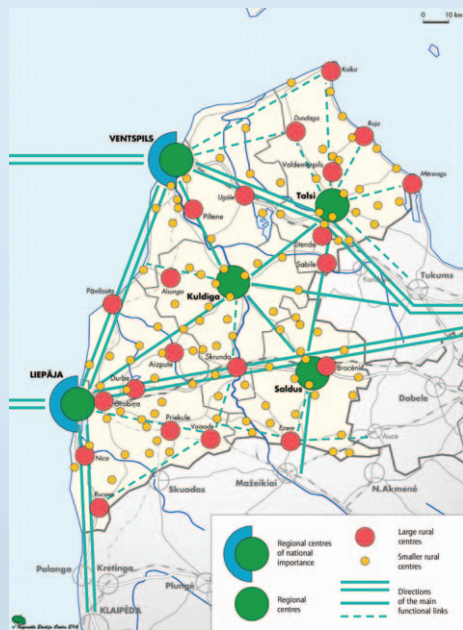 0 10 km
Kolka
VENTSPILS
Dundaga
Roja
Valdemārpils
Mērsrags
Talsi
Ugāle
Piltene
Stende
Sabile
Kandava
Tukums
Alsunga
Kuldīga
Pāvilosta
Skrunda
Aizpute
LIEPĀJA
Durbe
Grobiņa
Saldus
Brocēni
Dobele
Priekule
Vaiņode
Ezere
Auce
Nīca
Skuodas
Mažeikiai
N.Akmenė
Rucava
Palanga
Kretinga
Plungė
KLAIPĖDA
Regional centres
of national
importance
Regional
centres
Large rural
centres
Smaller rural
centres
Directions
of the main
functional links